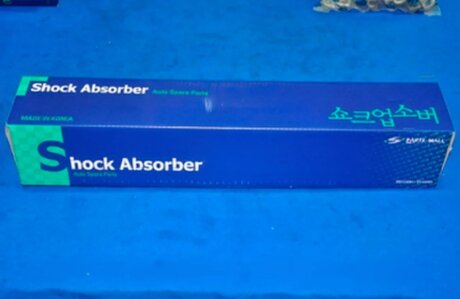 Shock Absorber
Auto Spare Parts
MADE IN KOREA
쇼크업소버
PARTS-MALL
Shock Absorber
Auto Spare Parts